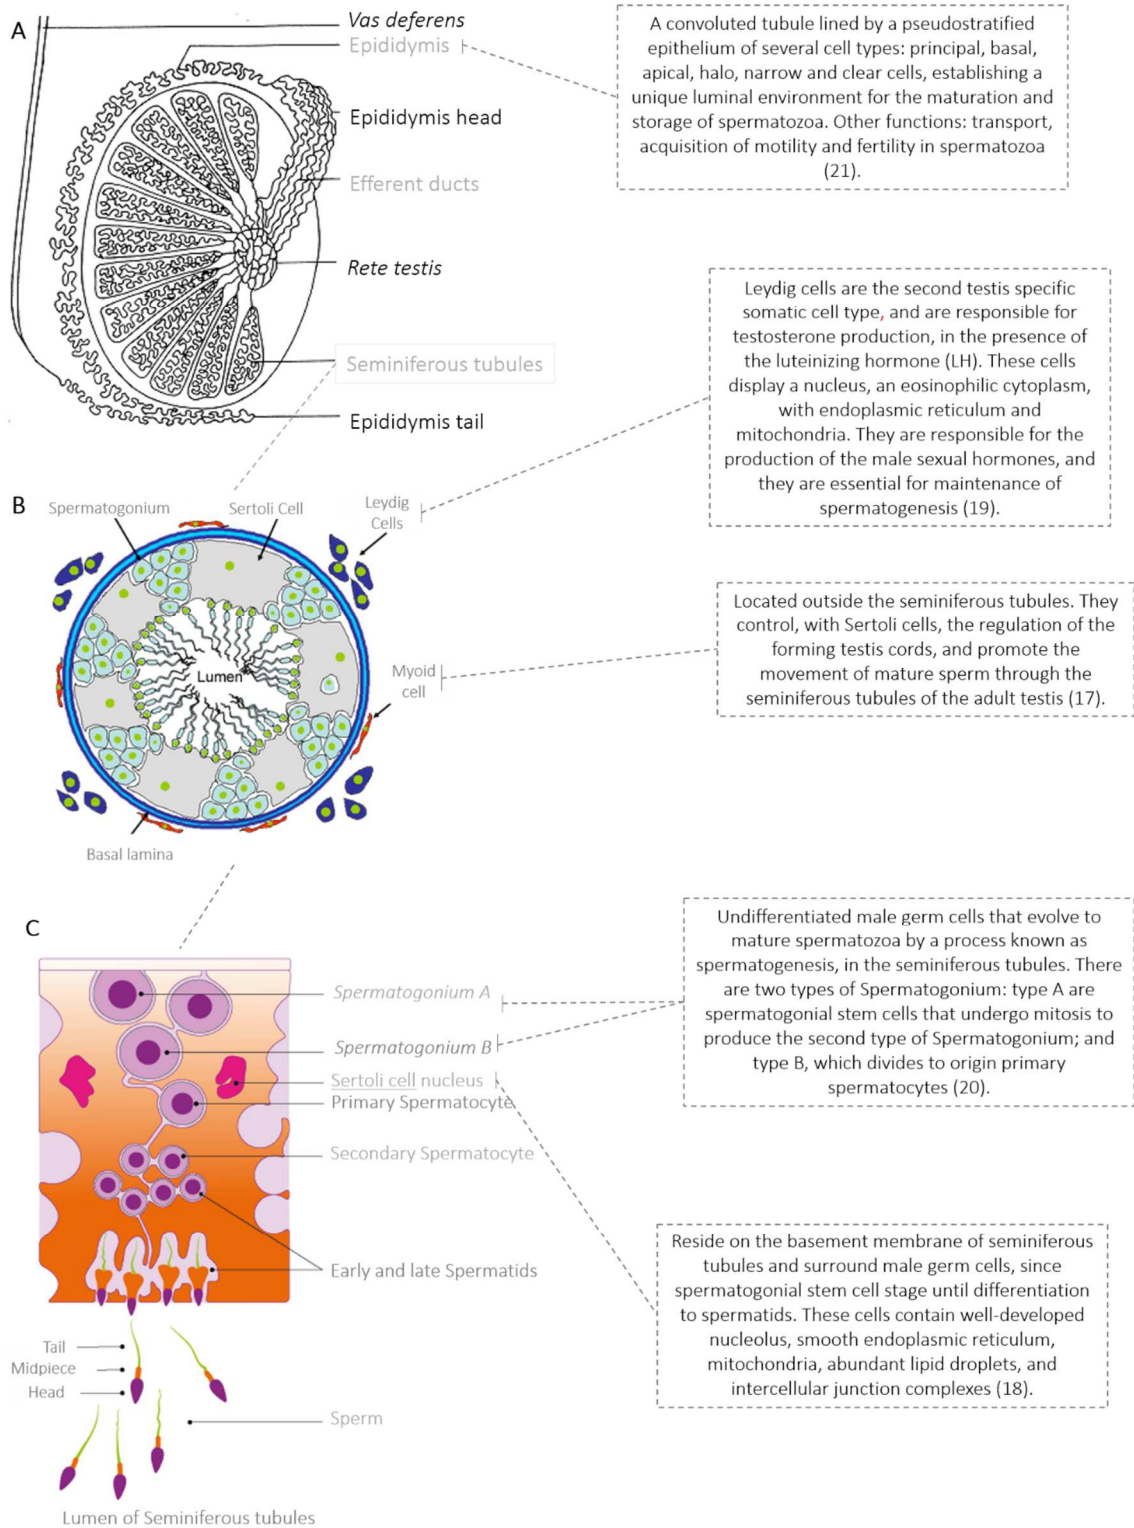 A
Vas deferens
Epididymis
Epididymis head
Efferent ducts
Rete testis
Seminiferous tubules
Epididymis tail
A convoluted tubule lined by a pseudostratified
epithelium of several cell types: principal, basal,
apical, halo, narrow and clear cells, establishing a
unique luminal environment for the maturation and
storage of spermatozoa. Other functions: transport,
acquisition of motility and fertility in spermatozoa
(21).
Leydig cells are the second testis specific
somatic cell type, and are responsible for
testosterone production, in the presence of
the luteinizing hormone (LH). These cells
display a nucleus, an eosinophilic cytoplasm,
with endoplasmic reticulum and
mitochondria. They are responsible for the
production of the male sexual hormones, and
they are essential for maintenance of
spermatogenesis (19).
B
Spermatogonium
Sertoli Cell
Leydig
Cells
Lumen
Myoid
cell
Basal lamina
Located outside the seminiferous tubules. They
control, with Sertoli cells, the regulation of the
forming testis cords, and promote the
movement of mature sperm through the
seminiferous tubules of the adult testis (17).
C
Spermatogonium A
Spermatogonium B
Sertoli cell nucleus
Primary Spermatocyte
Secondary Spermatocyte
Early and late Spermatids
Tail
Midpiece
Head
Sperm
Lumen of Seminiferous tubules
Undifferentiated male germ cells that evolve to
mature spermatozoa by a process known as
spermatogenesis, in the seminiferous tubules. There
are two types of Spermatogonium: type A are
spermatogonial stem cells that undergo mitosis to
produce the second type of Spermatogonium; and
type B, which divides to origin primary
spermatocytes (20).
Reside on the basement membrane of seminiferous
tubules and surround male germ cells, since
spermatogonial stem cell stage until differentiation
to spermatids. These cells contain well-developed
nucleolus, smooth endoplasmic reticulum,
mitochondria, abundant lipid droplets, and
intercellular junction complexes (18).